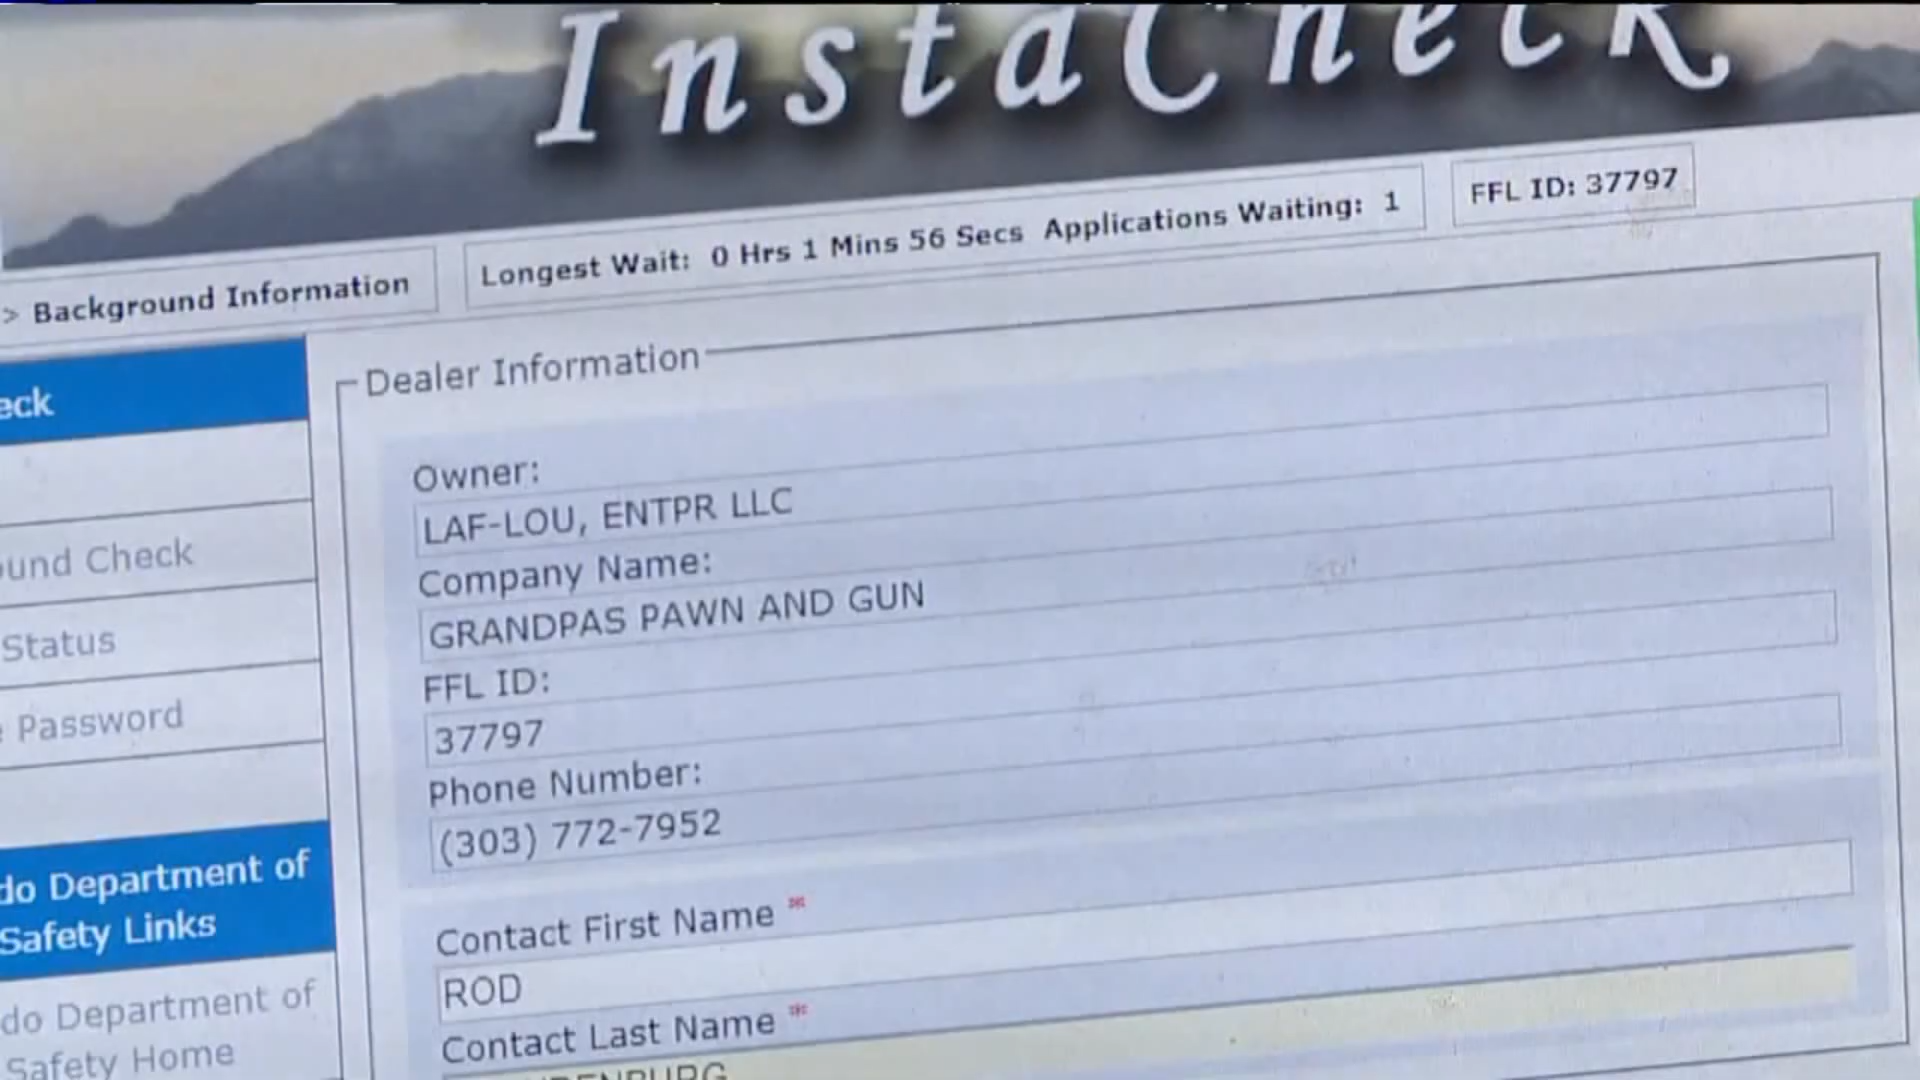 InstaCheck
> Background Information
Longest Wait: 0 Hrs 1 Mins 56 Secs Applications Waiting: 1
FFL ID: 37797
eck
und Check
Status
Password
do Department of
Safety Links
do Department of
Safety Home
Dealer Information
Owner:
LAF-LOU, ENTPR LLC
Company Name:
GRANDPAS PAWN AND GUN
FFL ID:
37797
Phone Number:
(303) 772-7952
Contact First Name *
ROD
Contact Last Name *